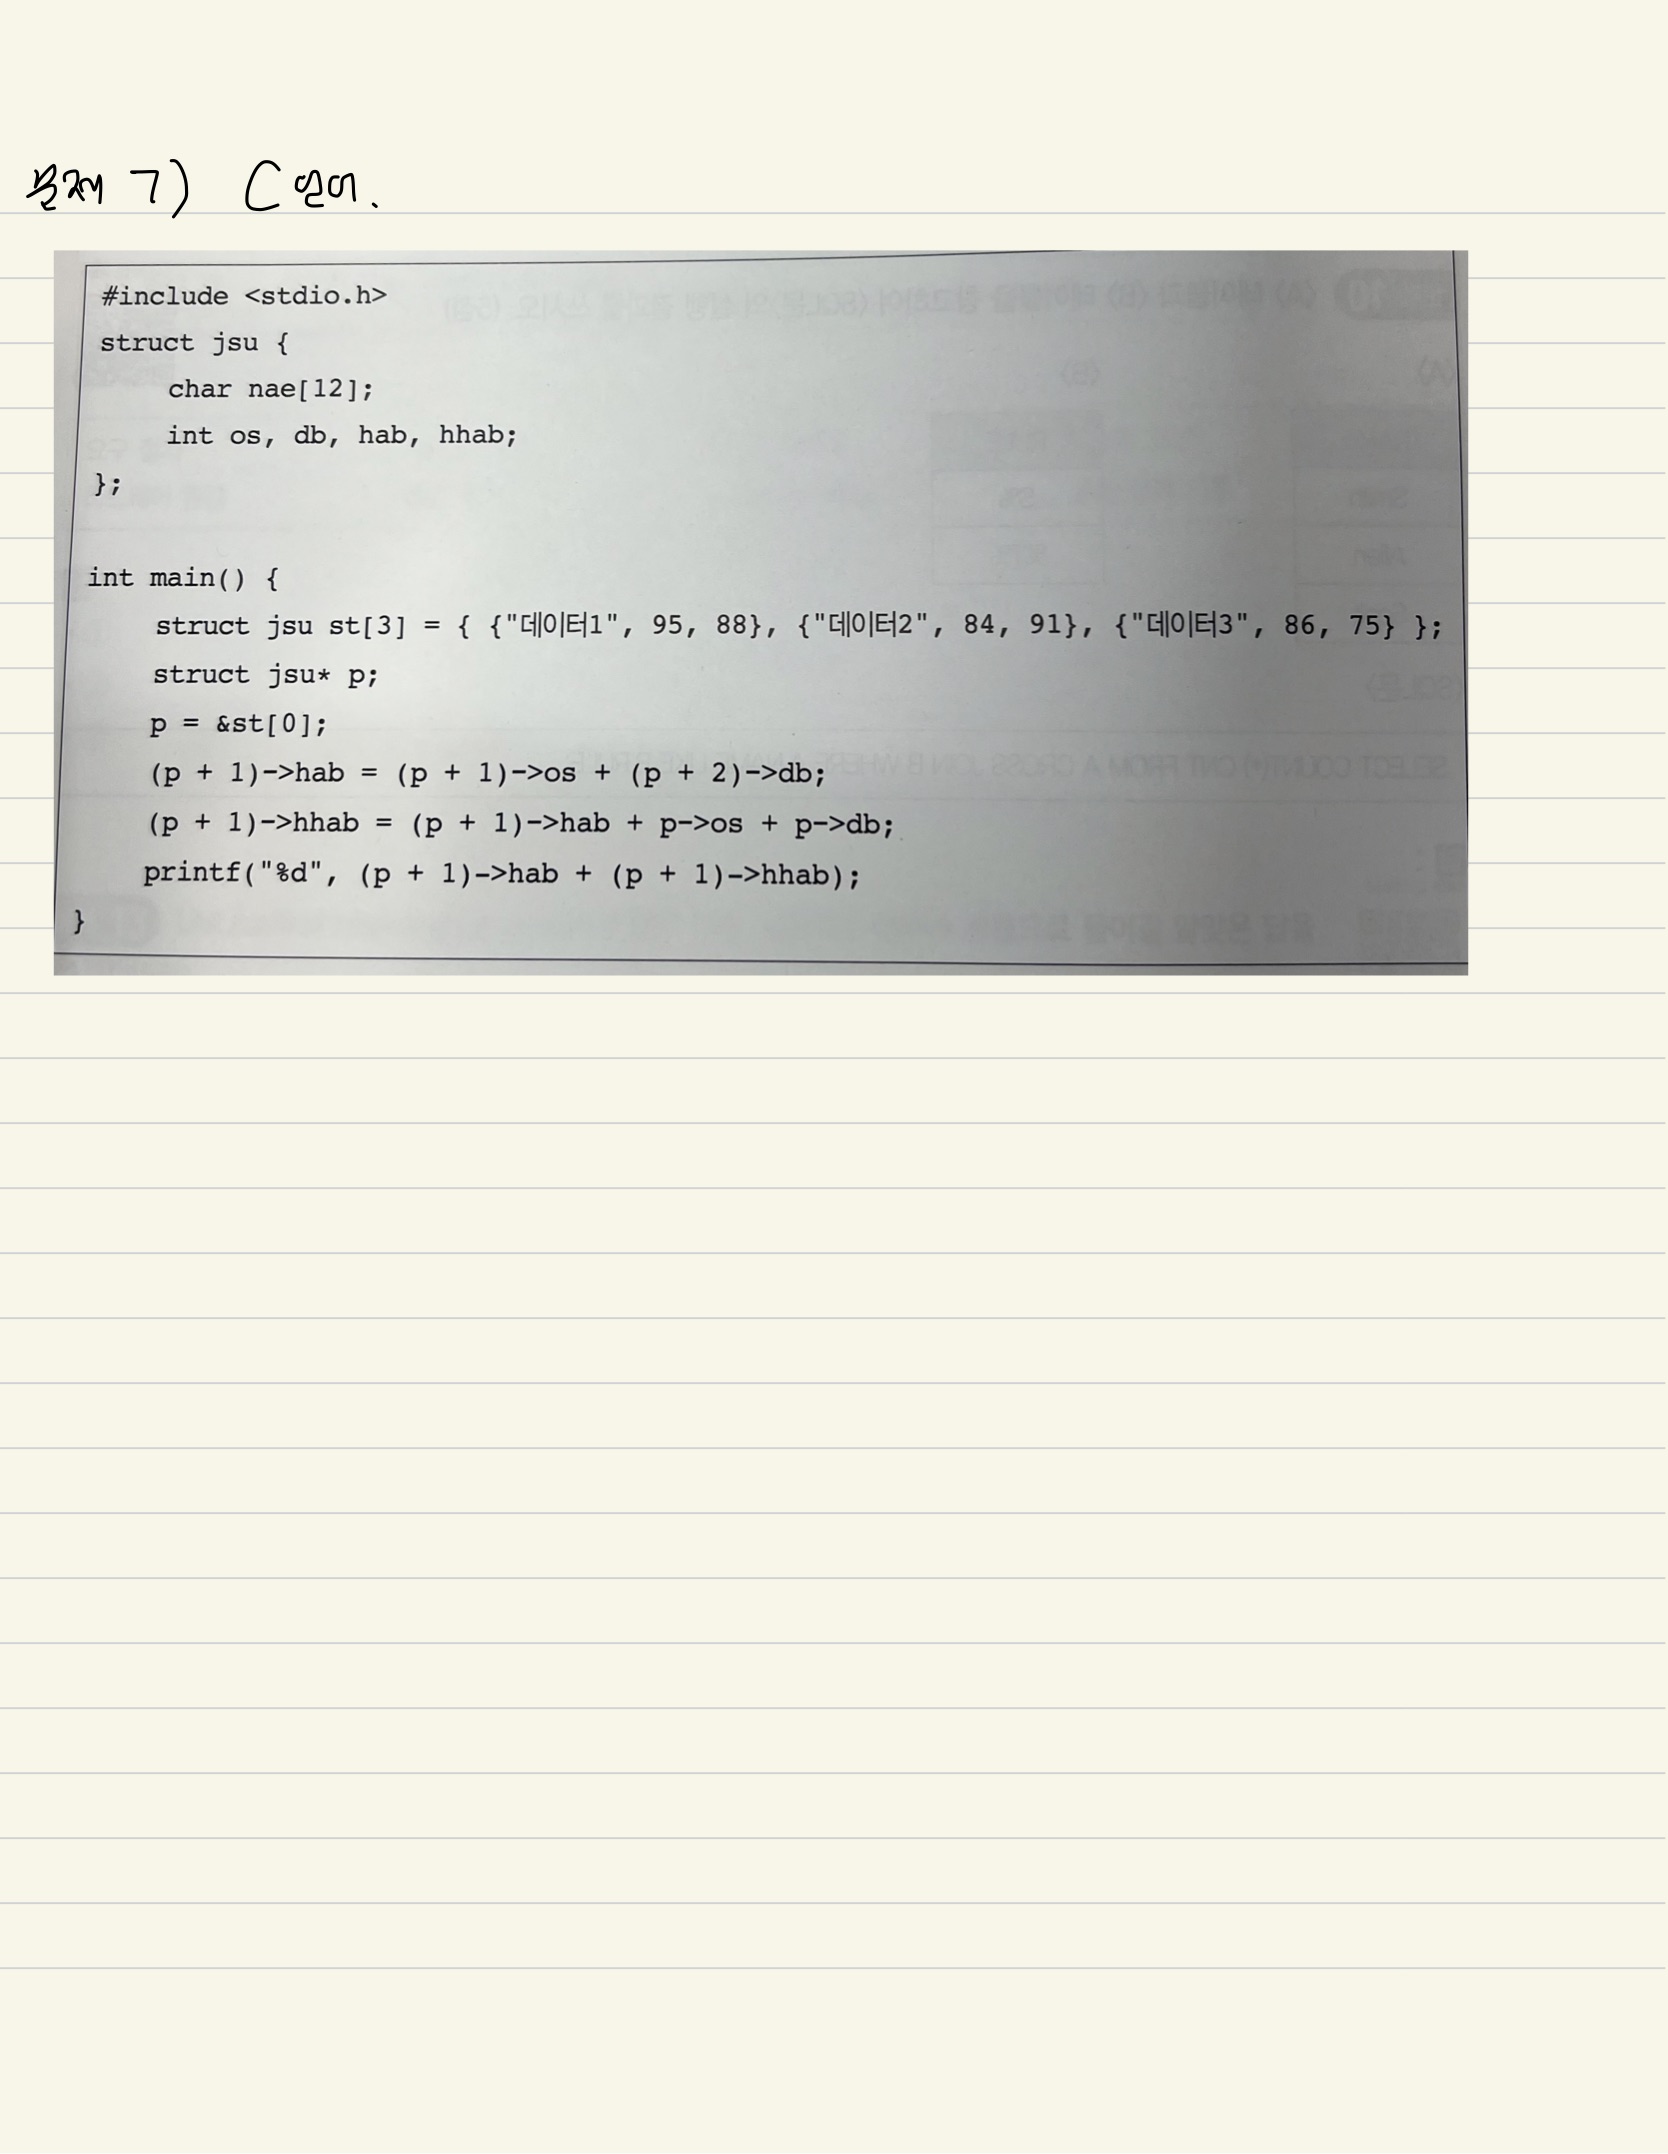 문제 7) C 언어.
#include <stdio.h>
struct jsu {
char nae[12];
int os, db, hab, hhab;
};
int main() {
struct jsu st[3] = { {"데이터1", 95, 88}, {"데이터2", 84, 91}, {"데이터3", 86, 75} };
struct jsu* p;
p = &st[0];
(p + 1)->hab = (p + 1)->os + (p + 2)->db;
(p + 1)->hhab = (p + 1)->hab + p->os + p->db;
printf("%d", (p + 1)->hab + (p + 1)->hhab);
}